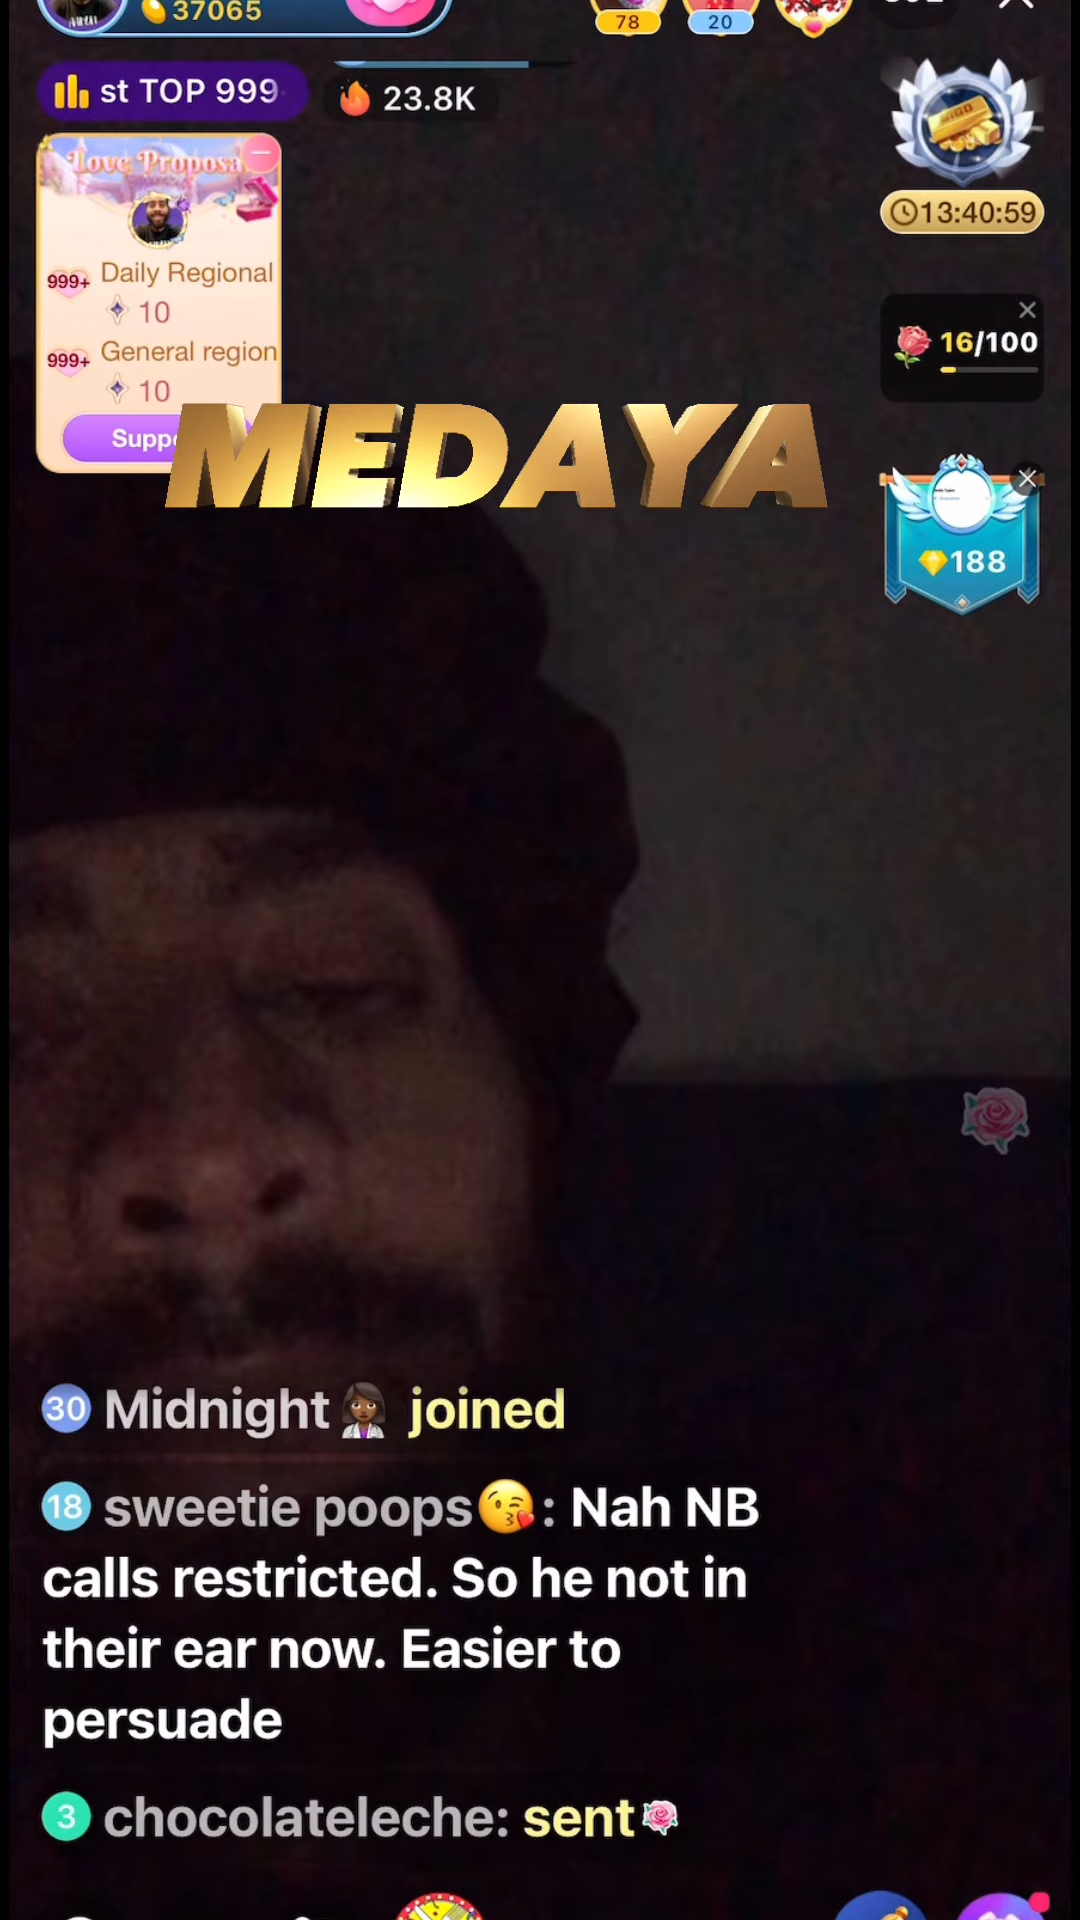 37065
78
20
st TOP 999
23.8K
Love Proposa
13:40:59
999+ Daily Regional
10
16/100
999+ General region
10
Suppo
MEDAYA
188
30 Midnight👩🏾‍⚕️ joined
18 sweetie poops😘: Nah NB
calls restricted. So he not in
their ear now. Easier to
persuade
3 chocolateleche: sent🌹